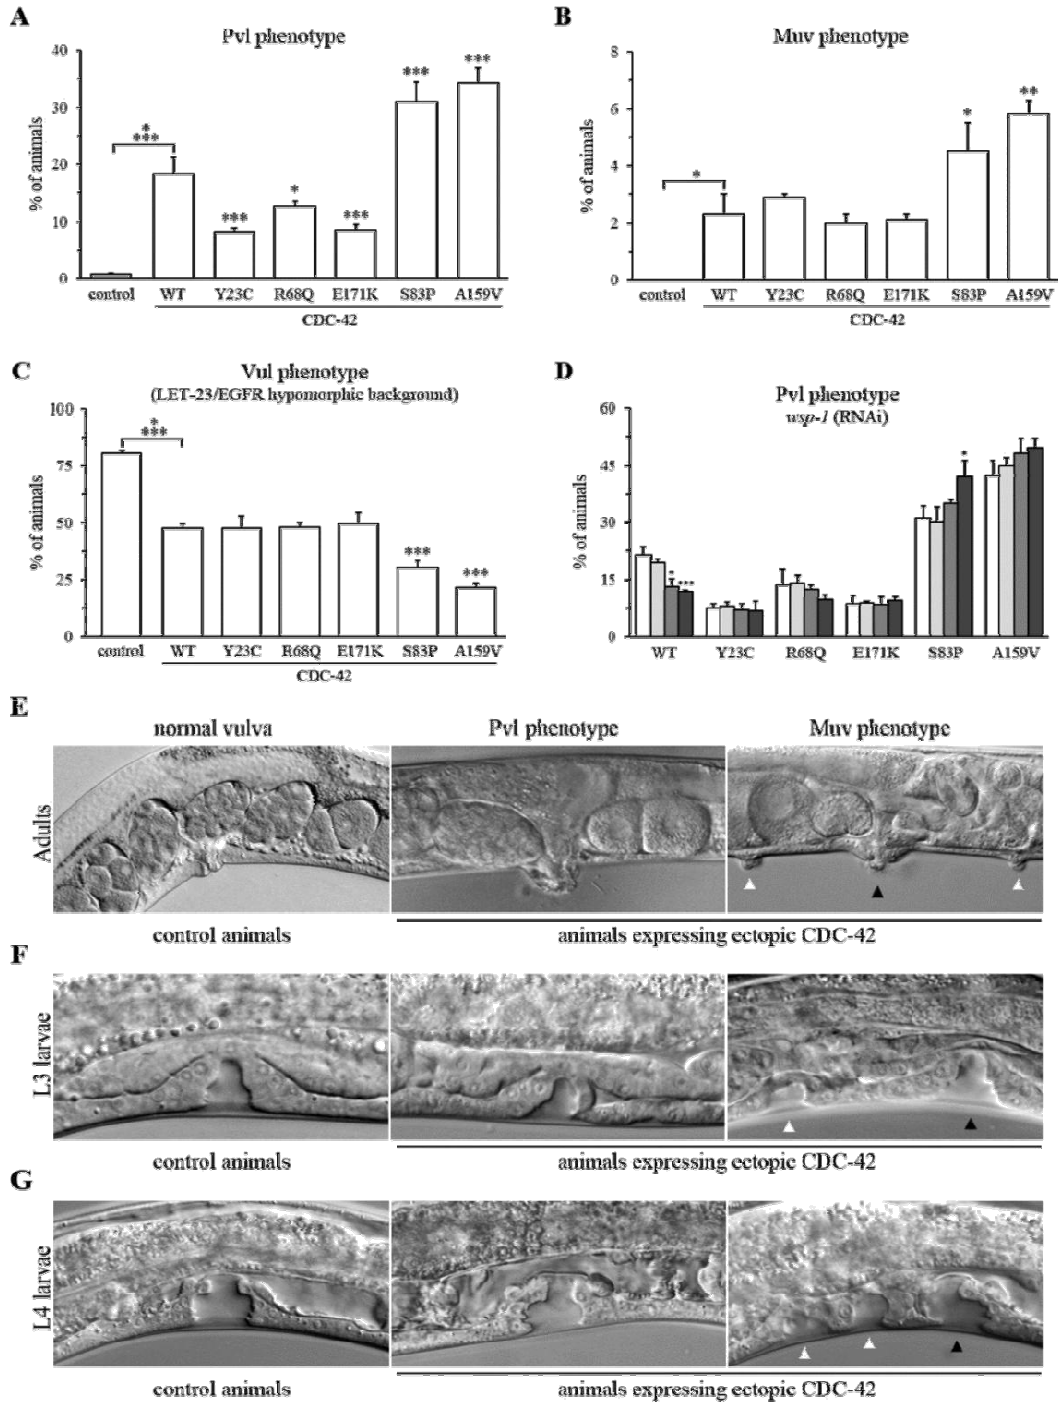 A
Pvl phenotype
40
30
20
10
0
% of animals
*
***
***
*
***
***
***
control WT Y23C R68Q E171K S83P A159V
CDC-42
B
Muv phenotype
8
6
4
2
0
% of animals
*
*
**
control WT Y23C R68Q E171K S83P A159V
CDC-42
C
Vul phenotype
(LET-23/EGFR hypomorphic background)
100
75
50
25
0
% of animals
*
***
***
***
control WT Y23C R68Q E171K S83P A159V
CDC-42
D
Pvl phenotype
wsp-1 (RNAi)
60
45
30
15
0
% of animals
*
***
*
WT Y23C R68Q E171K S83P A159V
E
normal vulva Pvl phenotype Muv phenotype
Adults
control animals animals expressing ectopic CDC-42
F
L3 larvae
control animals animals expressing ectopic CDC-42
G
L4 larvae
control animals animals expressing ectopic CDC-42